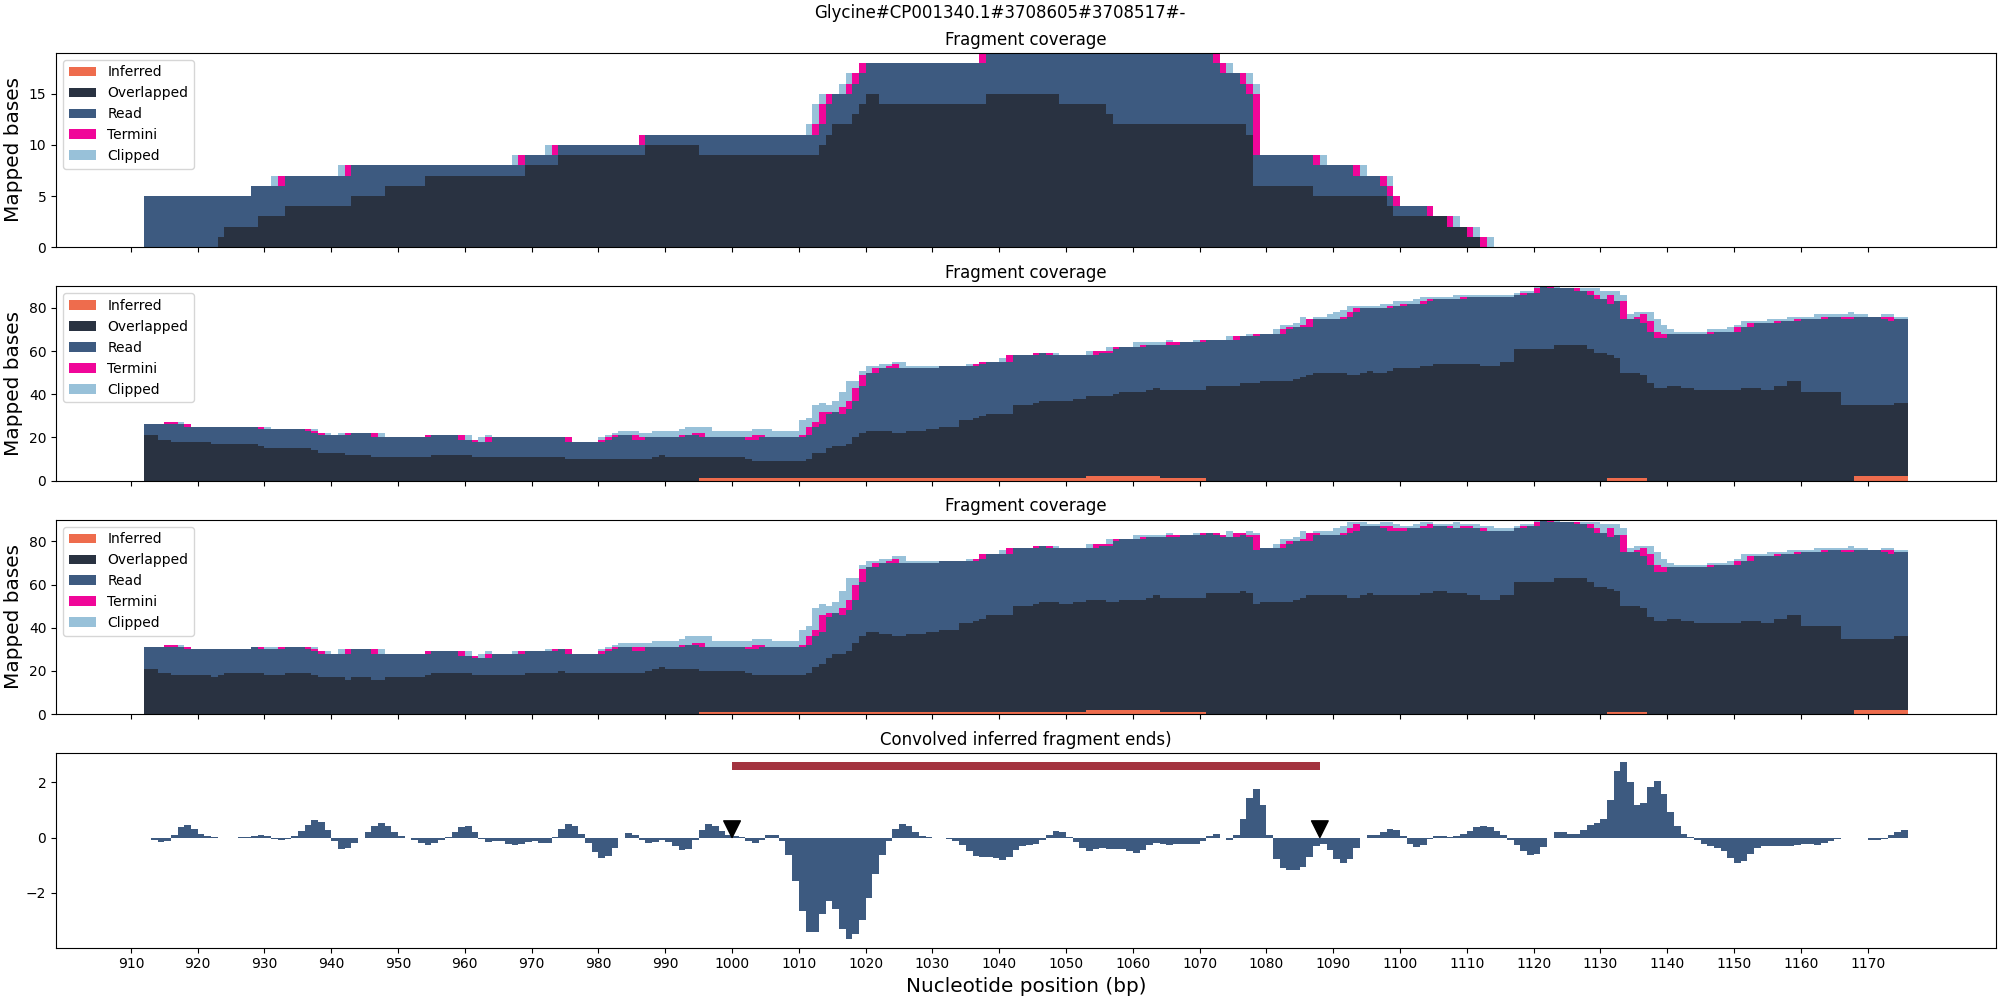 Glycine#CP001340.1#3708605#3708517#-
Fragment coverage
Mapped bases
15
10
5
0
Inferred
Overlapped
Read
Termini
Clipped
Fragment coverage
Mapped bases
80
60
40
20
0
Inferred
Overlapped
Read
Termini
Clipped
Fragment coverage
Mapped bases
80
60
40
20
0
Inferred
Overlapped
Read
Termini
Clipped
Convolved inferred fragment ends)
2
0
−2
910 920 930 940 950 960 970 980 990 1000 1010 1020 1030 1040 1050 1060 1070 1080 1090 1100 1110 1120 1130 1140 1150 1160 1170
Nucleotide position (bp)